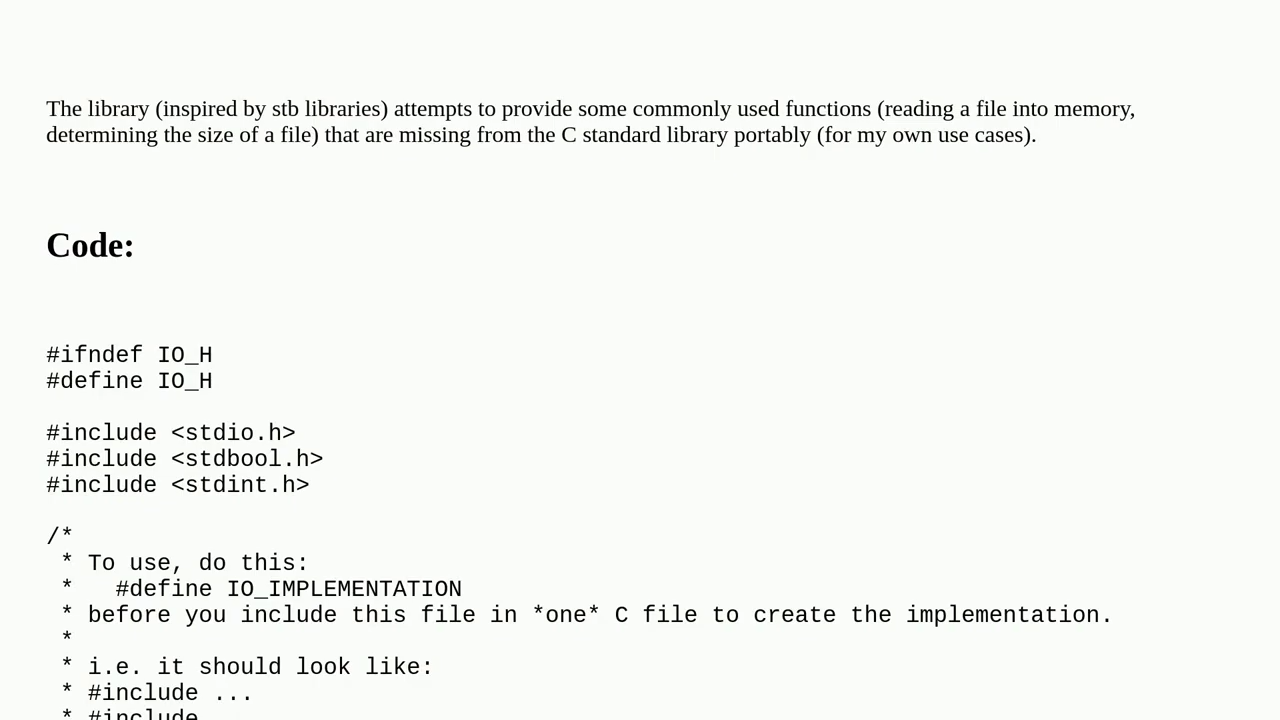 The library (inspired by stb libraries) attempts to provide some commonly used functions (reading a file into memory,
determining the size of a file) that are missing from the C standard library portably (for my own use cases).
Code:
#ifndef IO_H
#define IO_H
#include <stdio.h>
#include <stdbool.h>
#include <stdint.h>
/*
 * To use, do this:
 *   #define IO_IMPLEMENTATION
 * before you include this file in *one* C file to create the implementation.
 *
 * i.e. it should look like:
 * #include ...
 * #include